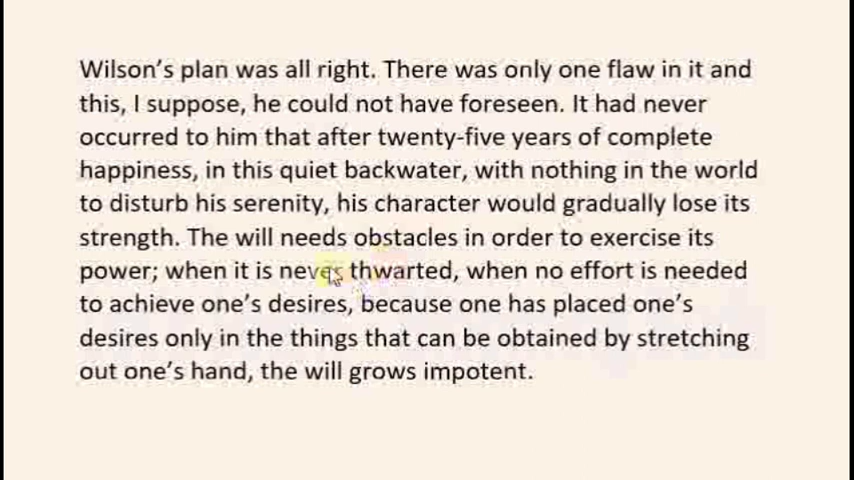 Wilson’s plan was all right. There was only one flaw in it and
this, I suppose, he could not have foreseen. It had never
occurred to him that after twenty-five years of complete
happiness, in this quiet backwater, with nothing in the world
to disturb his serenity, his character would gradually lose its
strength. The will needs obstacles in order to exercise its
power; when it is never thwarted, when no effort is needed
to achieve one’s desires, because one has placed one’s
desires only in the things that can be obtained by stretching
out one’s hand, the will grows impotent.